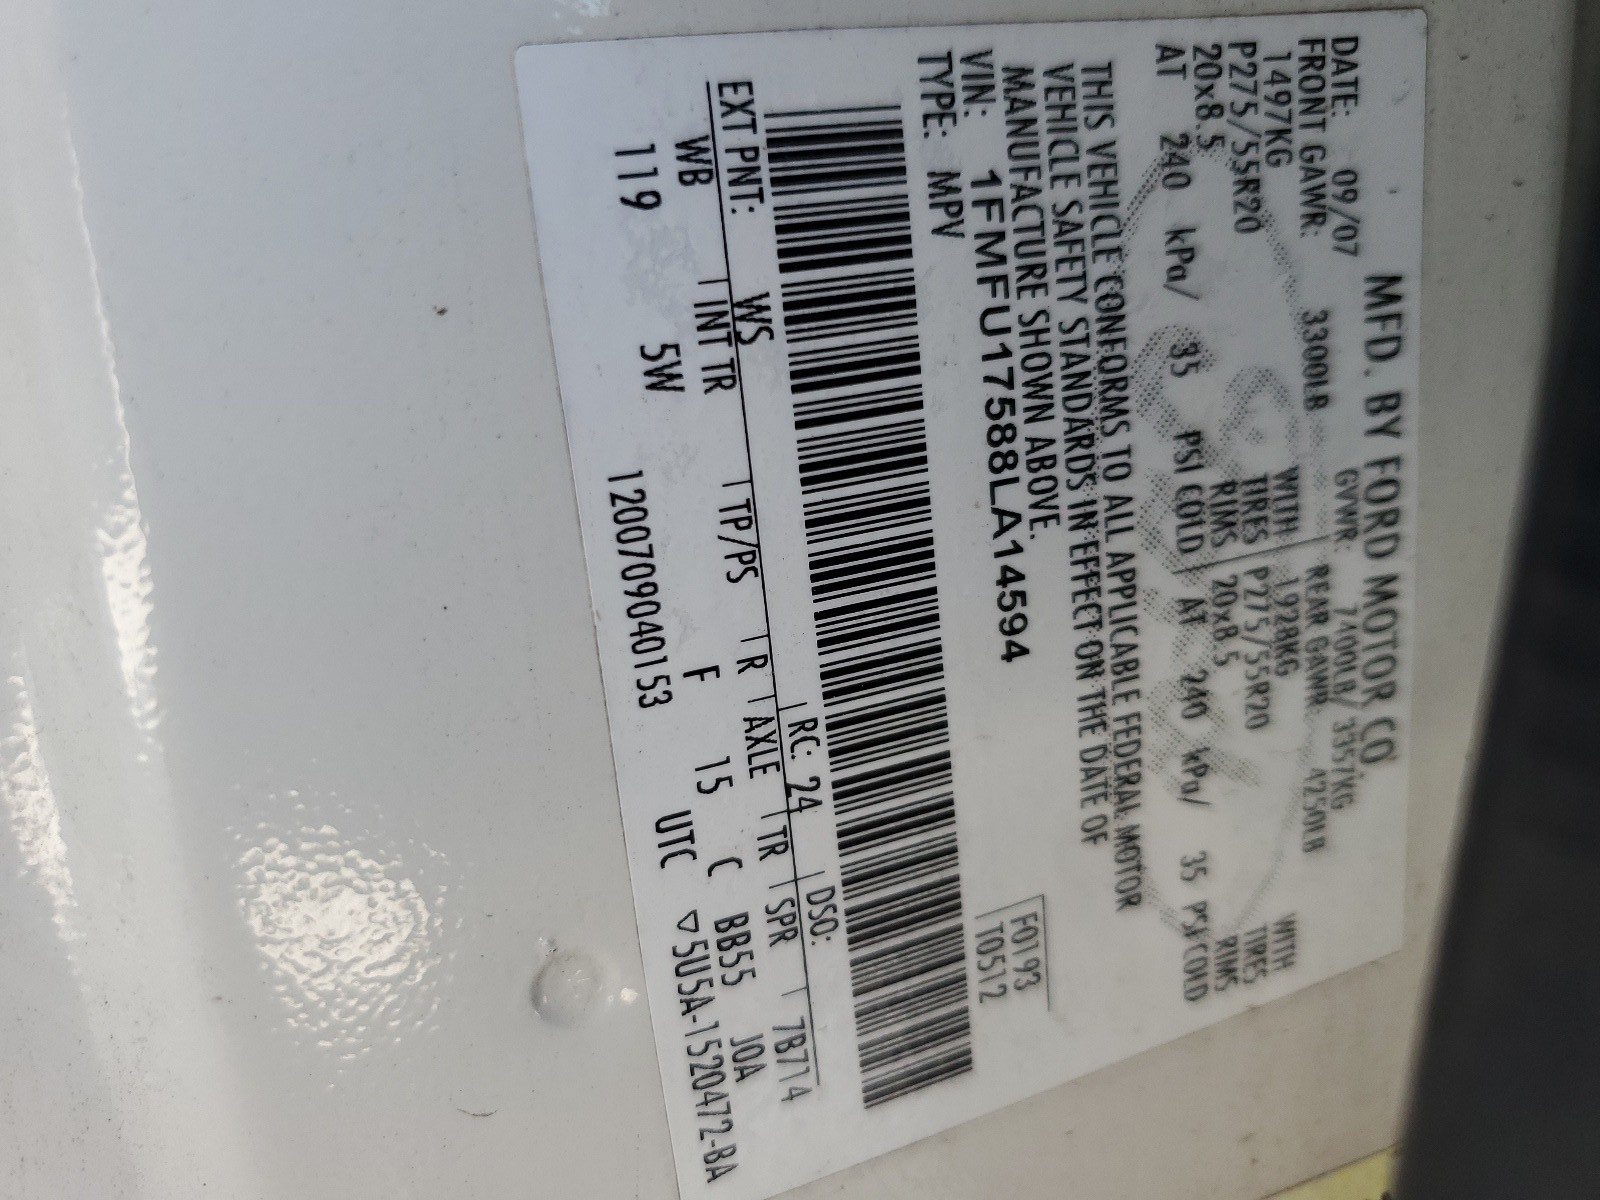 MFD. BY FORD MOTOR CO.
DATE: 09/07 GVWR: 7400LB/ 3357KG
FRONT GAWR: 3300LB REAR GAWR: 4250LB
1497KG WITH 1928KG WITH
P275/55R20 TIRES P275/55R20 TIRES
20x8.5 RIMS 20x8.5 RIMS
AT 240 kPa/ 35 PSI COLD AT 240 kPa/ 35 PSI COLD
THIS VEHICLE CONFORMS TO ALL APPLICABLE FEDERAL MOTOR
VEHICLE SAFETY STANDARDS IN EFFECT ON THE DATE OF
MANUFACTURE SHOWN ABOVE.
VIN: 1FMFU17588LA14594 F0193
TYPE: MPV T0512
EXT PNT: WS RC: 24 DSO:
WB INT TR TP/PS R AXLE TR SPR 7B714
119 5W F 15 C BB55 JOA
1200709040153 UTC ▽5U5A-1520472-BA